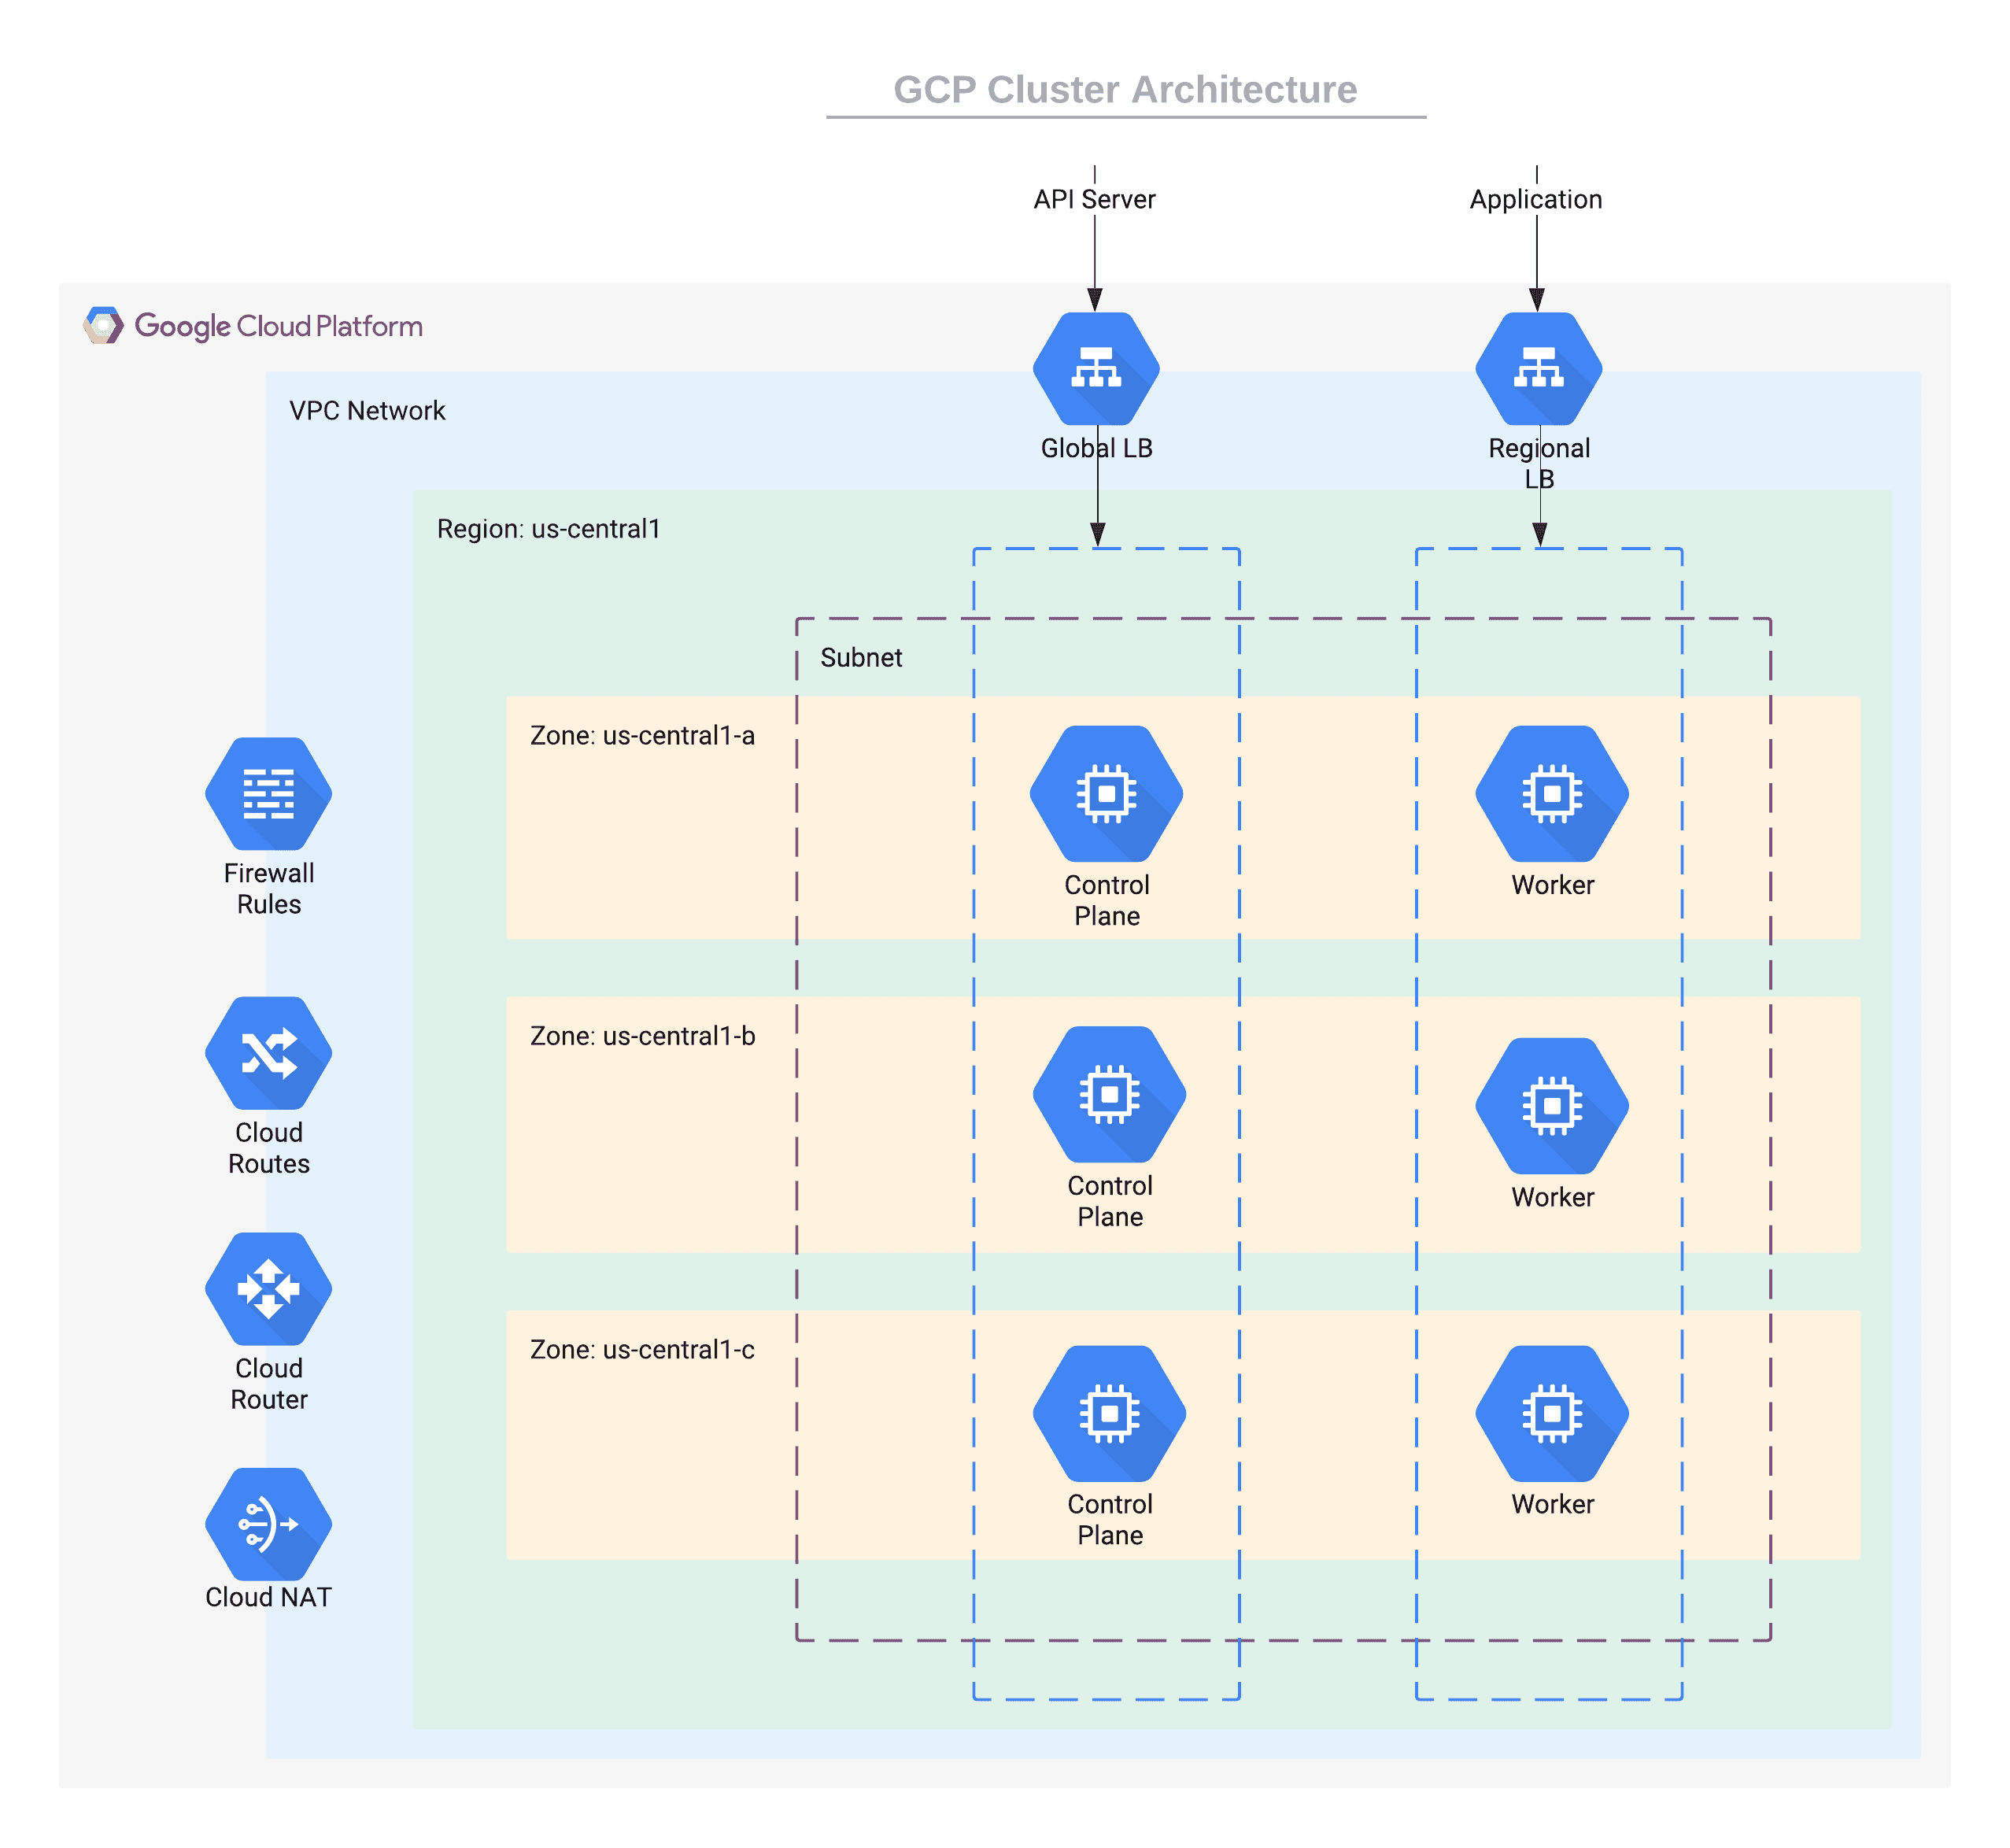 GCP Cluster Architecture
API Server
Application
Google Cloud Platform
VPC Network
Global LB
Regional
LB
Region: us-central1
Subnet
Zone: us-central1-a
Firewall
Rules
Control
Plane
Worker
Zone: us-central1-b
Cloud
Routes
Control
Plane
Worker
Cloud
Router
Zone: us-central1-c
Control
Plane
Worker
Cloud NAT